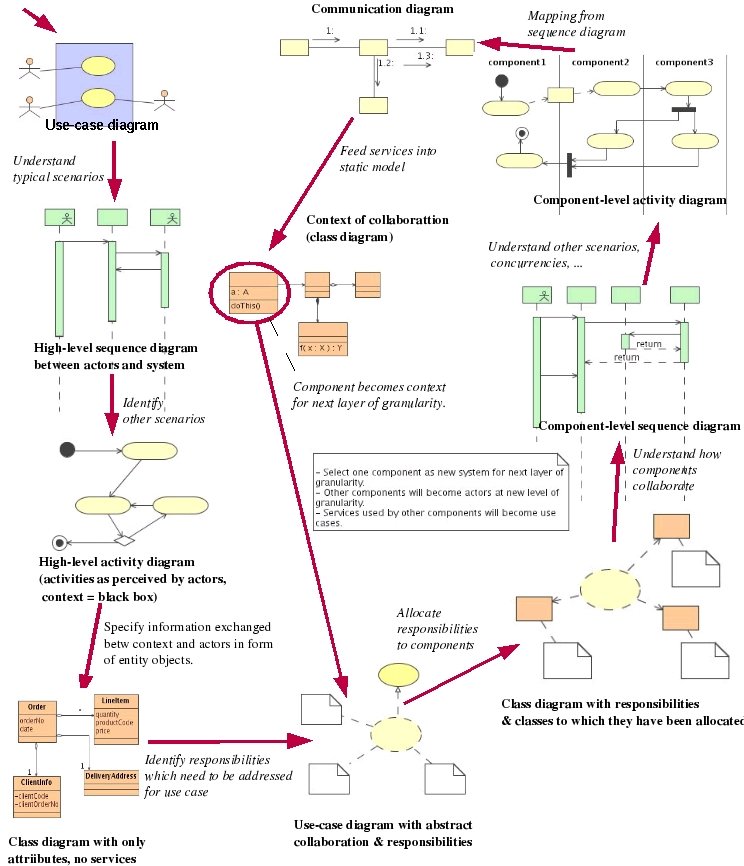 Communication diagram
1:
1.1:
1.2:
1.3:
Mapping from
sequence diagram
component1
component2
component3
Use-case diagram
Feed services into
static model
Understand
typical scenarios
Component-level activity diagram
Context of collaborattion
(class diagram)
Understand other scenarios,
concurrencies, ...
a : A
doThis()
f( x : X ) : Y
return
return
High-level sequence diagram
between actors and system
Component becomes context
for next layer of granularity.
Identify
other scenarios
Component-level sequence diagram
Understand how
components
collaborate
- Select one component as new system for next layer of
granularity.
- Other components will become actors at new level of
granularity.
- Services used by other components will become use
cases.
High-level activity diagram
(activities as perceived by actors,
context = black box)
Specify information exchanged
betw context and actors in form
of entity objects.
Allocate
responsibilities
to components
Class diagram with responsibilities
& classes to which they have been allocated
Order
orderNo
date
*
LineItem
quantity
productCode
price
1
1
ClientInfo
-clientCode
-clientOrderNo
DeliveryAddress
Identify responsibilities
which need to be addressed
for use case
Use-case diagram with abstract
collaboration & responsibilities
Class diagram with only
attriibutes, no services